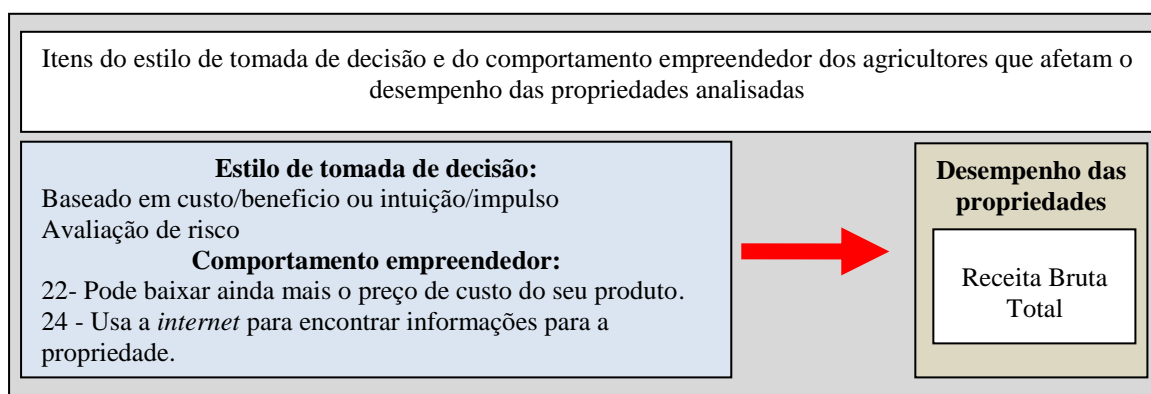 Itens do estilo de tomada de decisão e do comportamento empreendedor dos agricultores que afetam o
desempenho das propriedades analisadas
Estilo de tomada de decisão:
Baseado em custo/beneficio ou intuição/impulso
Avaliação de risco
Comportamento empreendedor:
22- Pode baixar ainda mais o preço de custo do seu produto.
24 - Usa a internet para encontrar informações para a
propriedade.
Desempenho das
propriedades
Receita Bruta
Total